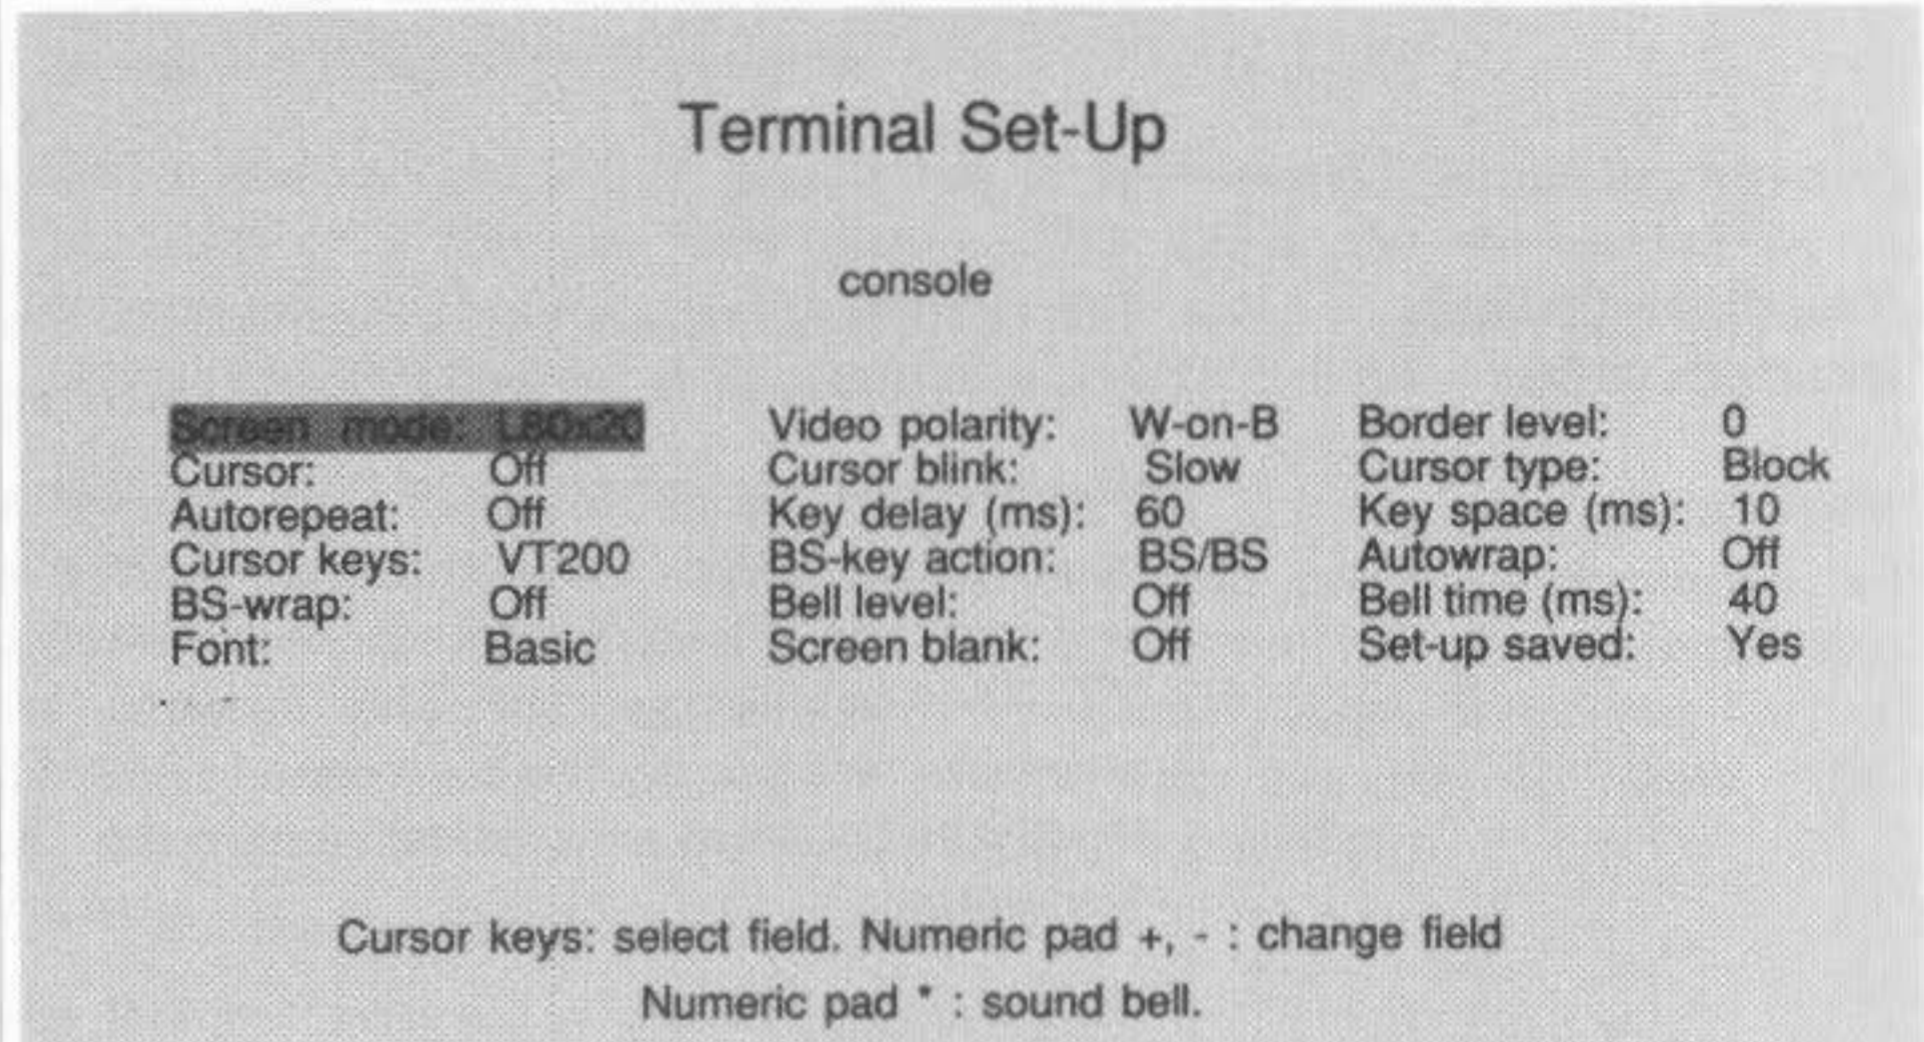 Terminal Set-Up
console
Screen mode: L80x20 Video polarity: W-on-B Border level: 0
Cursor: Off Cursor blink: Slow Cursor type: Block
Autorepeat: Off Key delay (ms): 60 Key space (ms): 10
Cursor keys: VT200 BS-key action: BS/BS Autowrap: Off
BS-wrap: Off Bell level: Off Bell time (ms): 40
Font: Basic Screen blank: Off Set-up saved: Yes
Cursor keys: select field. Numeric pad +, - : change field
Numeric pad * : sound bell.